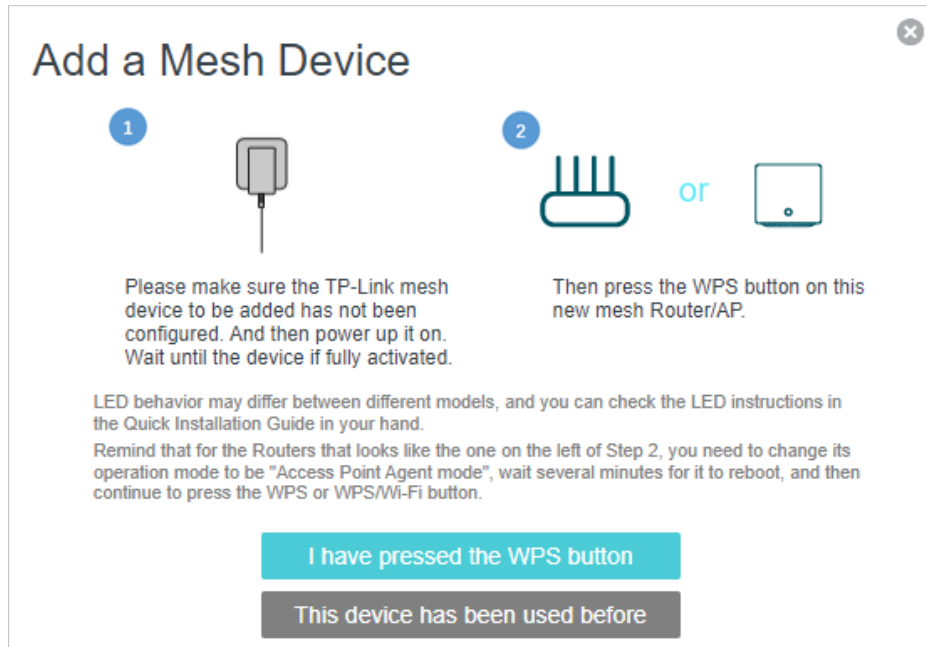 Add a Mesh Device
1
2
or
Please make sure the TP-Link mesh
device to be added has not been
configured. And then power up it on.
Wait until the device if fully activated.
Then press the WPS button on this
new mesh Router/AP.
LED behavior may differ between different models, and you can check the LED instructions in
the Quick Installation Guide in your hand.
Remind that for the Routers that looks like the one on the left of Step 2, you need to change its
operation mode to be "Access Point Agent mode", wait several minutes for it to reboot, and then
continue to press the WPS or WPS/Wi-Fi button.
I have pressed the WPS button
This device has been used before